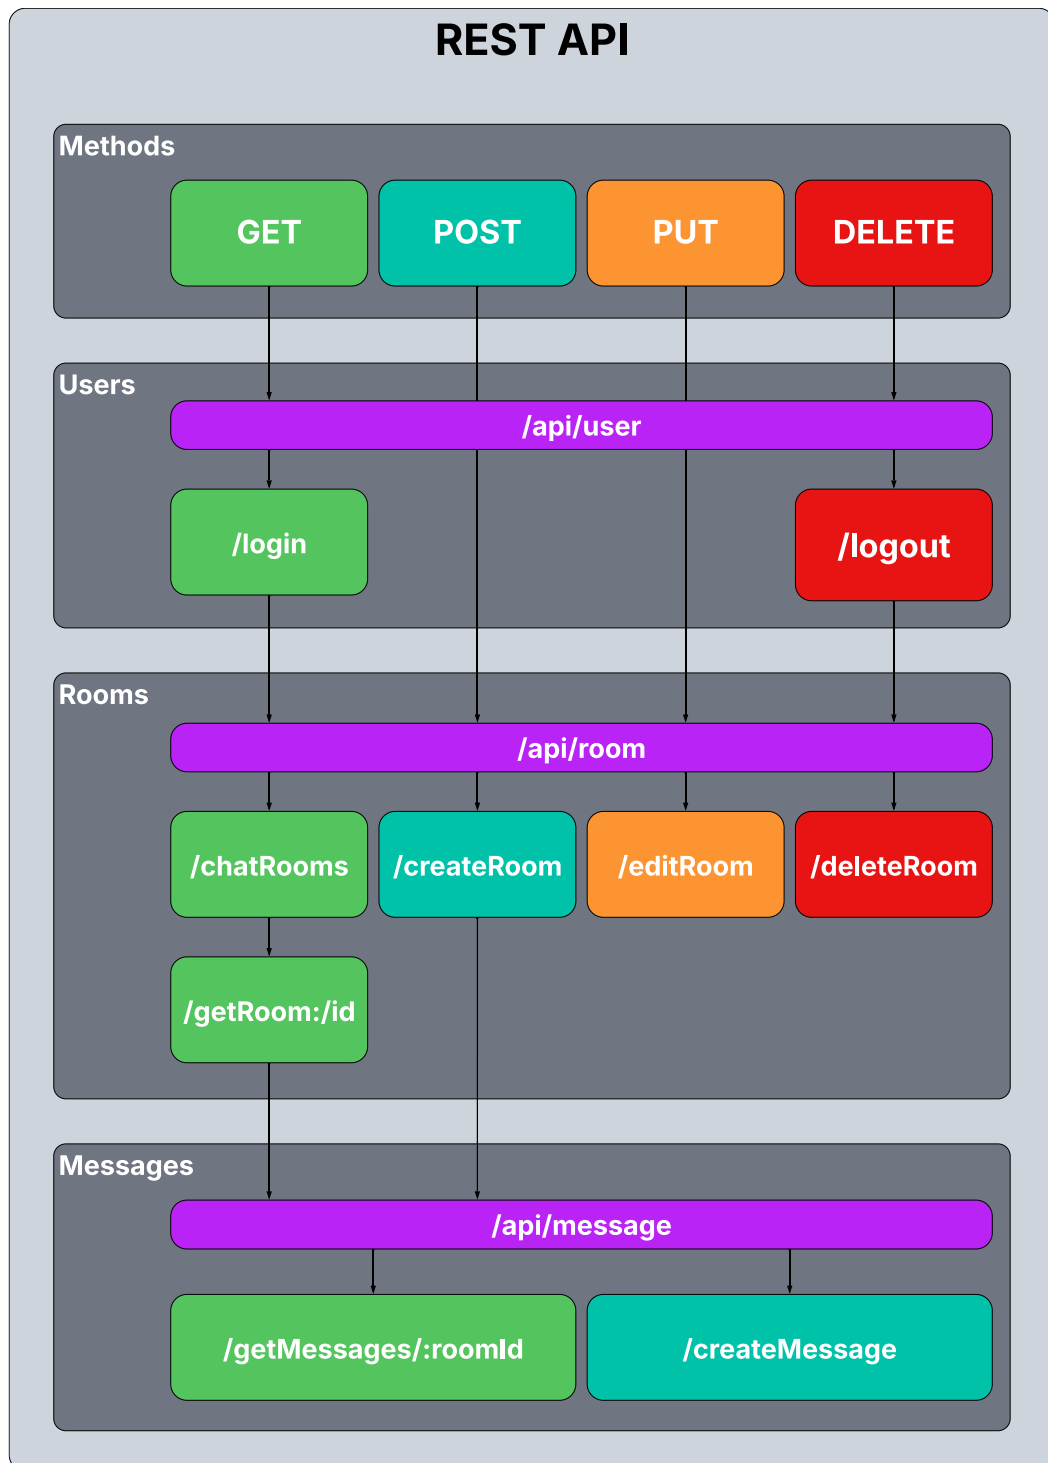 REST API
Methods
GET
POST
PUT
DELETE
Users
/api/user
/login
/logout
Rooms
/api/room
/chatRooms
/createRoom
/editRoom
/deleteRoom
/getRoom:/id
Messages
/api/message
/getMessages/:roomId
/createMessage